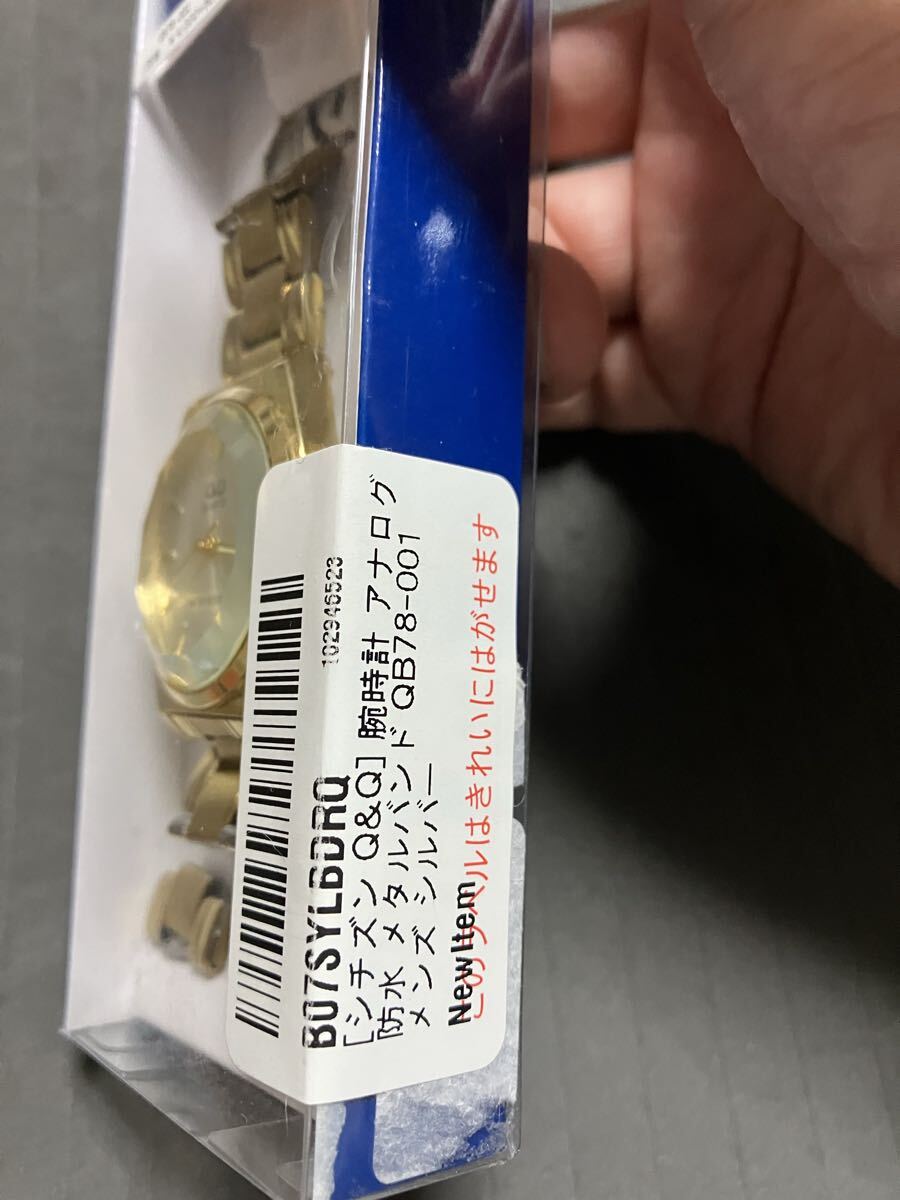 102946523
B07SYLBDRQ
[シチズン Q&Q] 腕時計 アナログ
防水 メタルバンド QB78-001
メンズ シルバー
NewItem
このラベルはきれいにはがせます